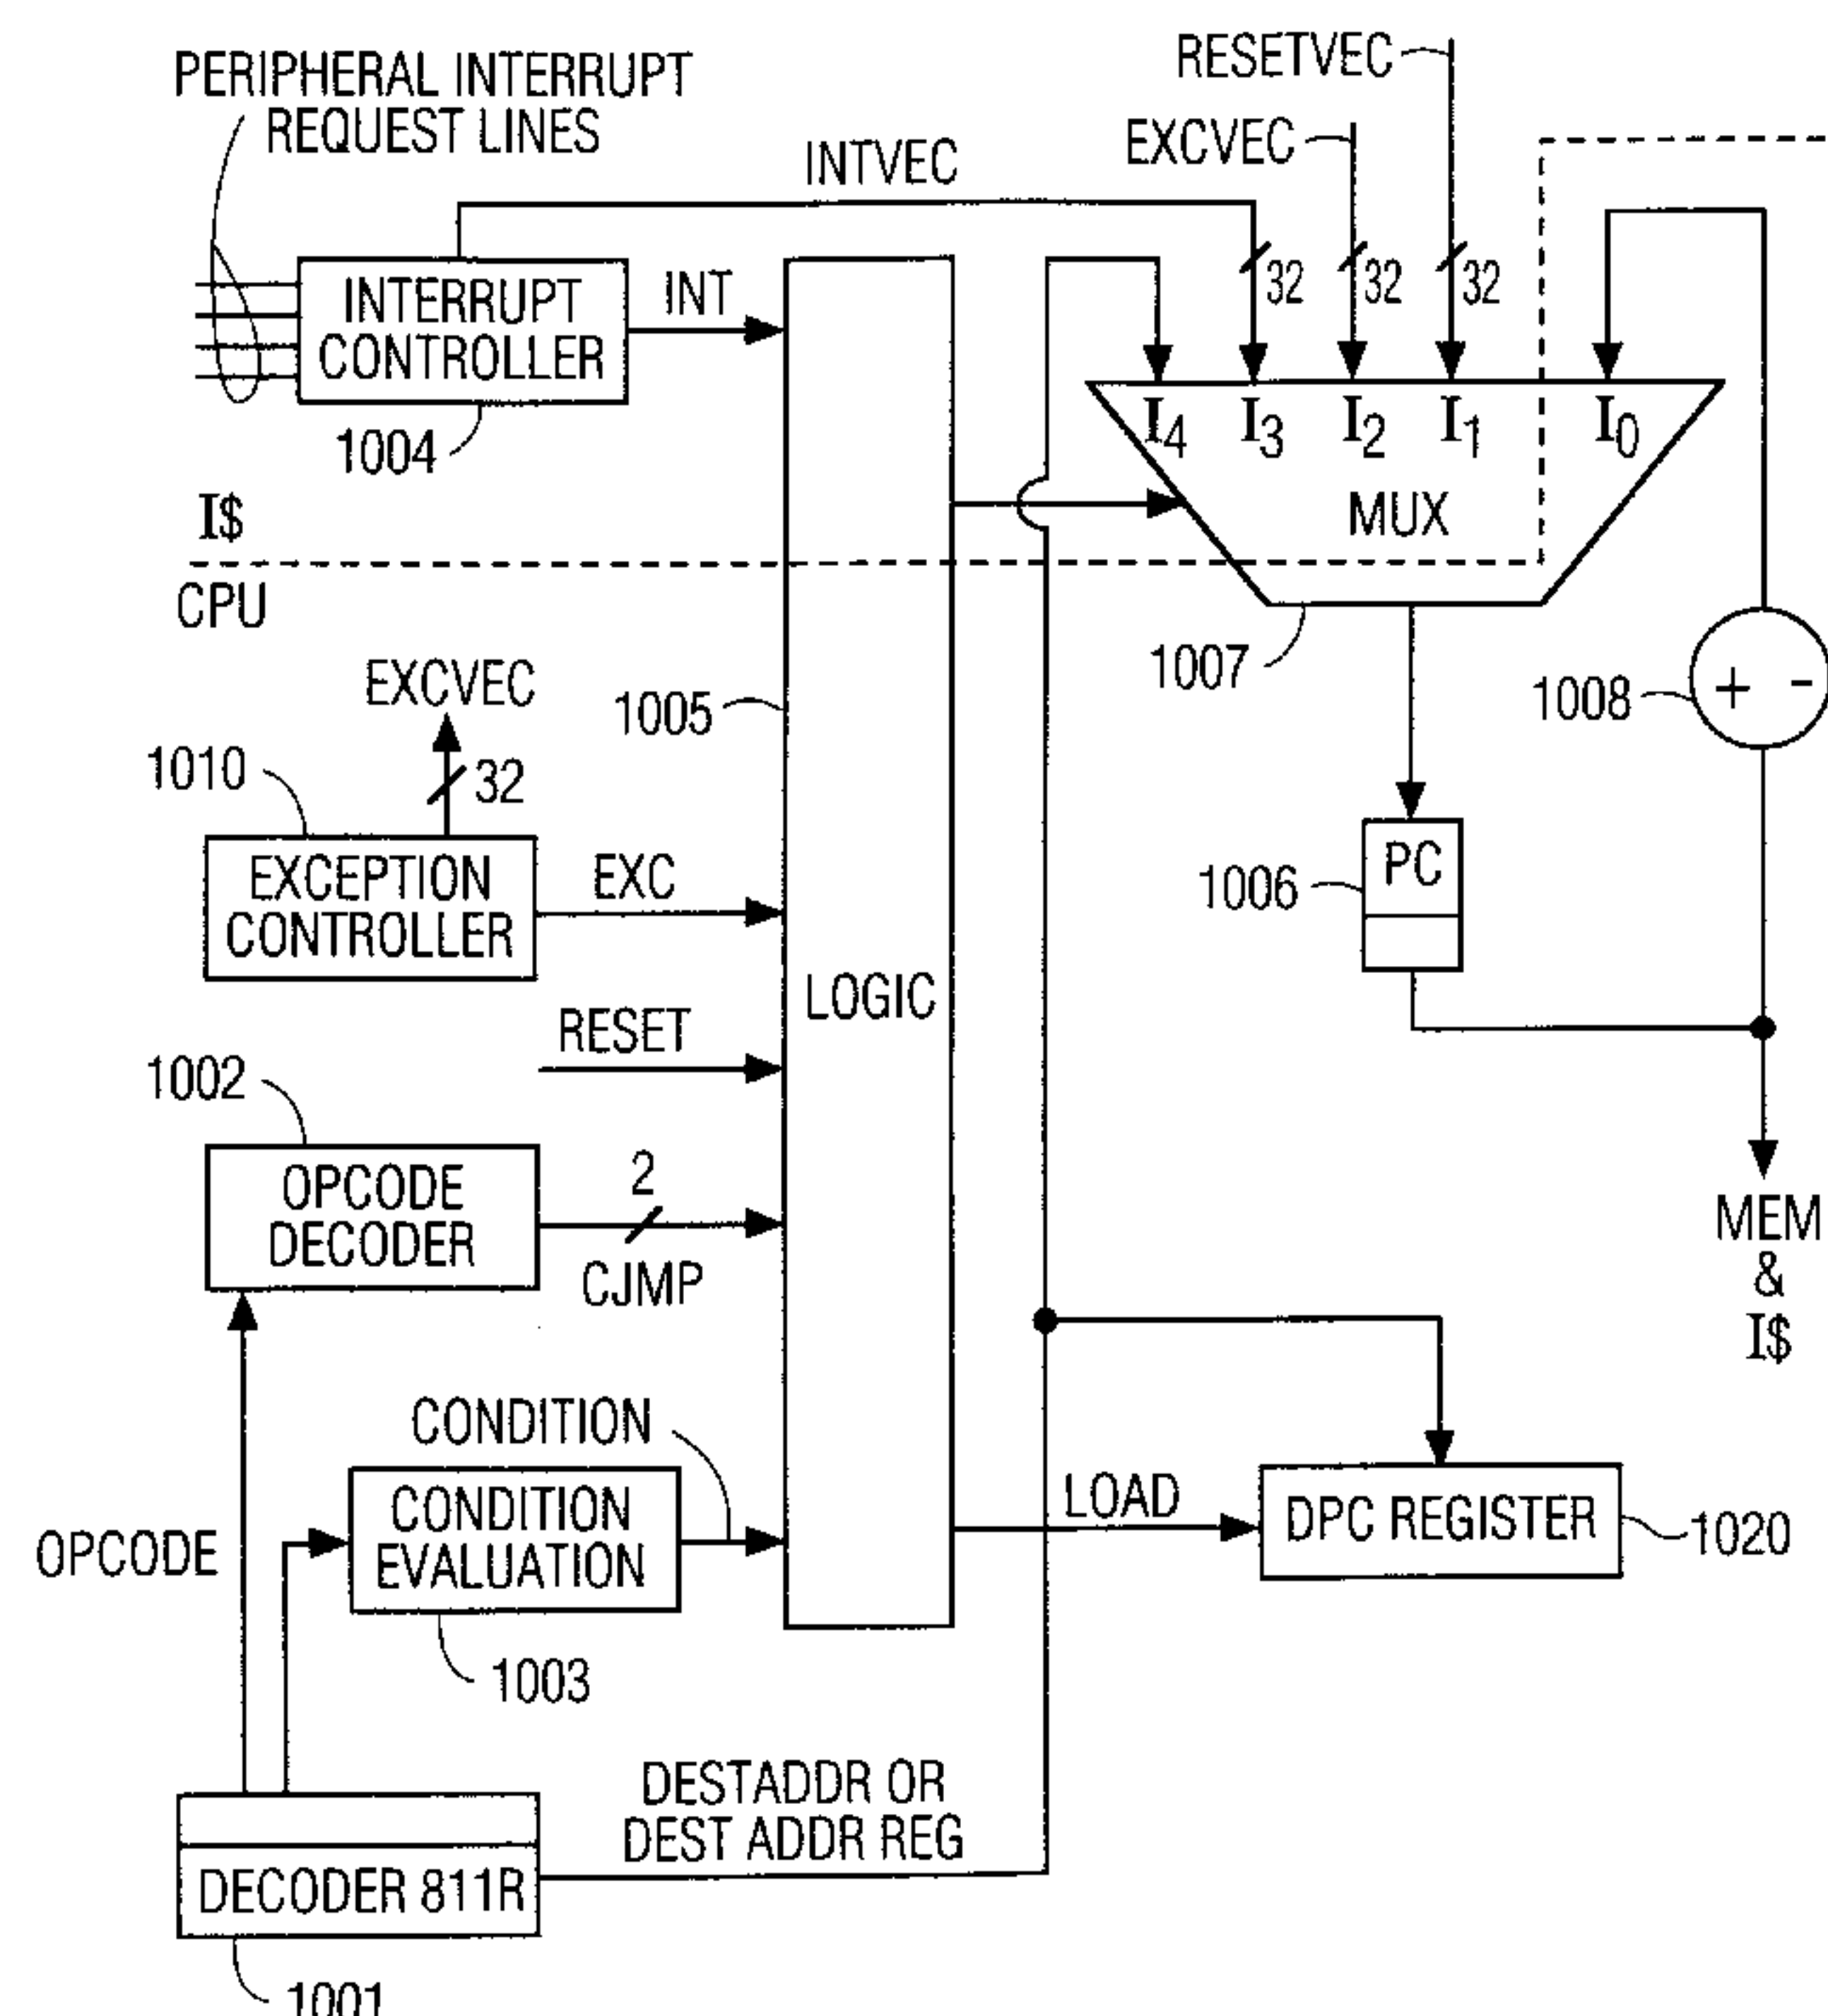 PERIPHERAL INTERRUPT
REQUEST LINES
RESETVEC
EXCVEC
INTVEC
32
32
32
INTERRUPT
CONTROLLER
INT
1004
I4
I3
I2
I1
I0
MUX
I$
CPU
1007
1008
+ -
EXCVEC
1005
1010
32
EXCEPTION
CONTROLLER
EXC
PC
1006
LOGIC
RESET
1002
OPCODE
DECODER
2
CJMP
MEM
&
I$
CONDITION
CONDITION
EVALUATION
OPCODE
LOAD
DPC REGISTER
1020
1003
DESTADDR OR
DEST ADDR REG
DECODER 811R
1001